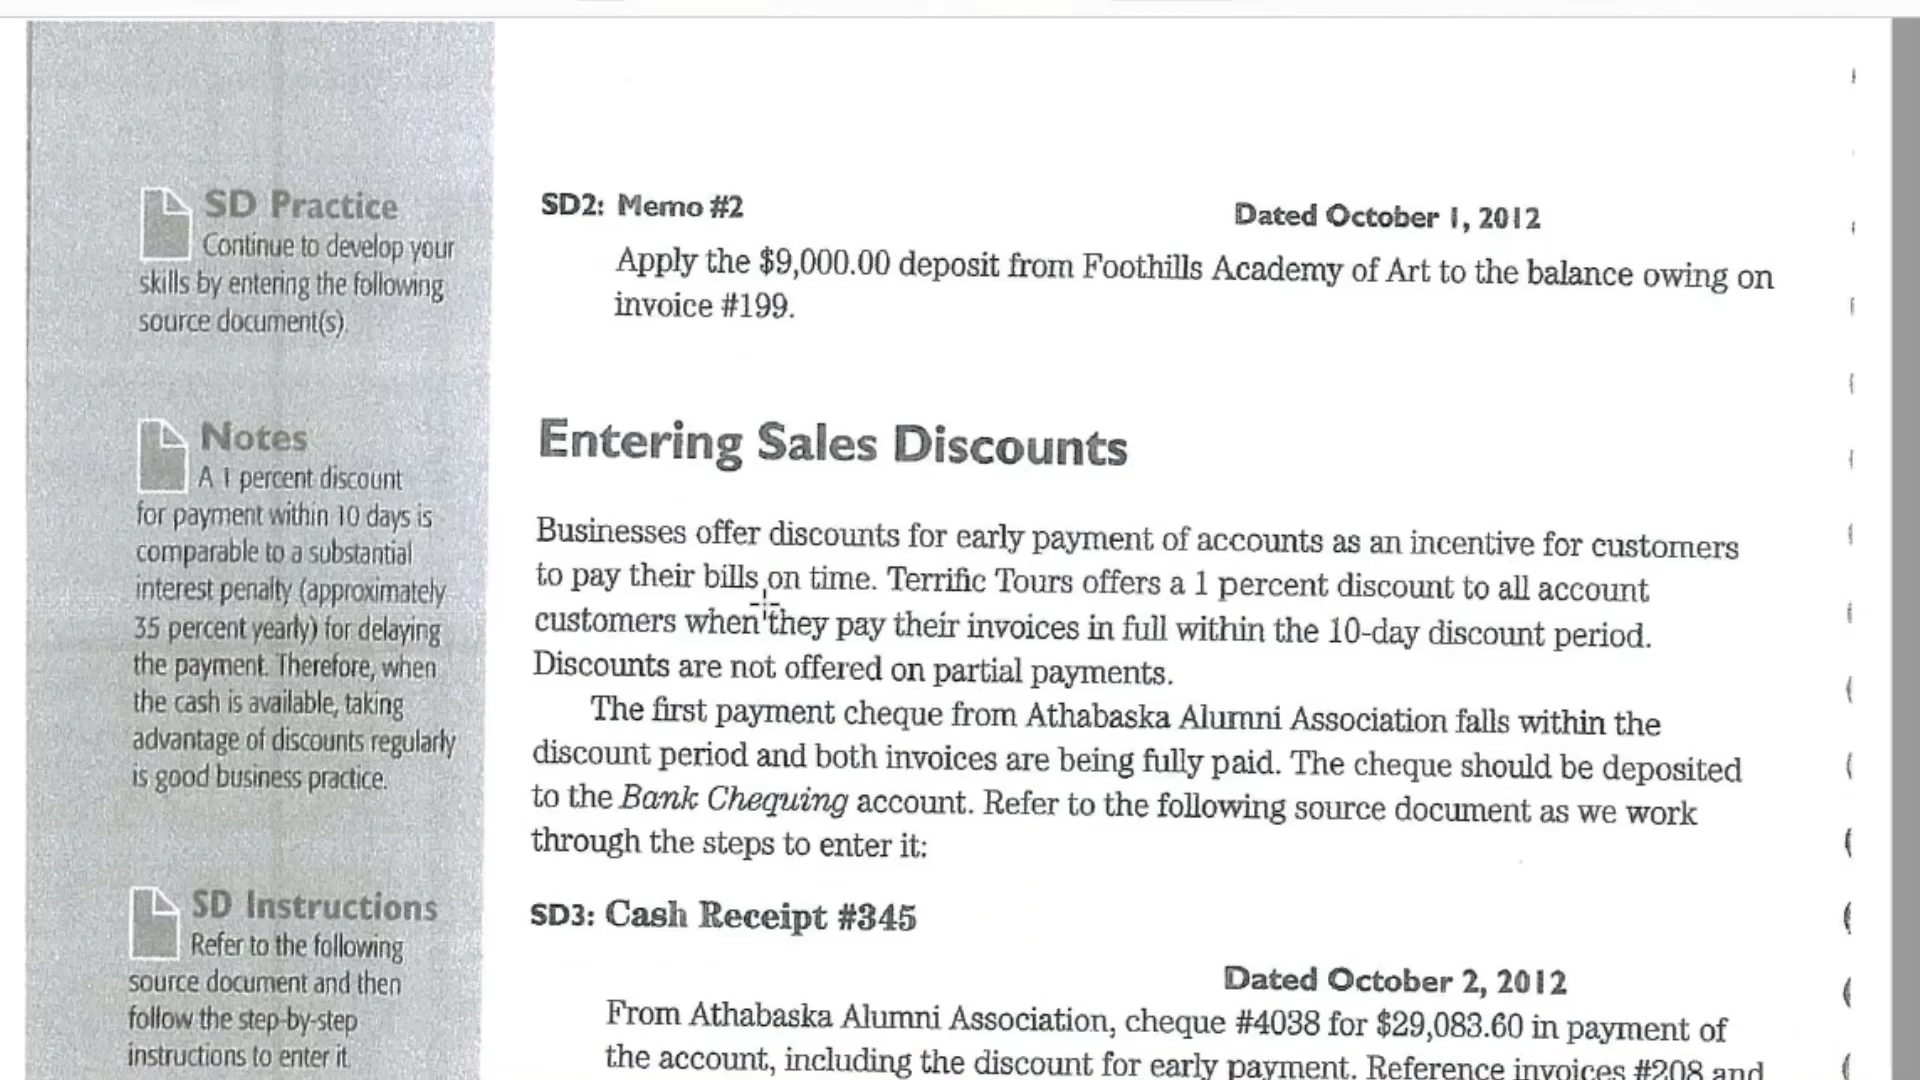 SD Practice
Continue to develop your
skills by entering the following
source document(s).
Notes
A 1 percent discount
for payment within 10 days is
comparable to a substantial
interest penalty (approximately
35 percent yearly) for delaying
the payment. Therefore, when
the cash is available, taking
advantage of discounts regularly
is good business practice.
SD Instructions
Refer to the following
source document and then
follow the step-by-step
instructions to enter it.
SD2: Memo #2
Dated October 1, 2012
Apply the $9,000.00 deposit from Foothills Academy of Art to the balance owing on
invoice #199.
Entering Sales Discounts
Businesses offer discounts for early payment of accounts as an incentive for customers
to pay their bills on time. Terrific Tours offers a 1 percent discount to all account
customers when they pay their invoices in full within the 10-day discount period.
Discounts are not offered on partial payments.
The first payment cheque from Athabaska Alumni Association falls within the
discount period and both invoices are being fully paid. The cheque should be deposited
to the Bank Chequing account. Refer to the following source document as we work
through the steps to enter it:
SD3: Cash Receipt #345
Dated October 2, 2012
From Athabaska Alumni Association, cheque #4038 for $29,083.60 in payment of
the account, including the discount for early payment. Reference invoices #208 and